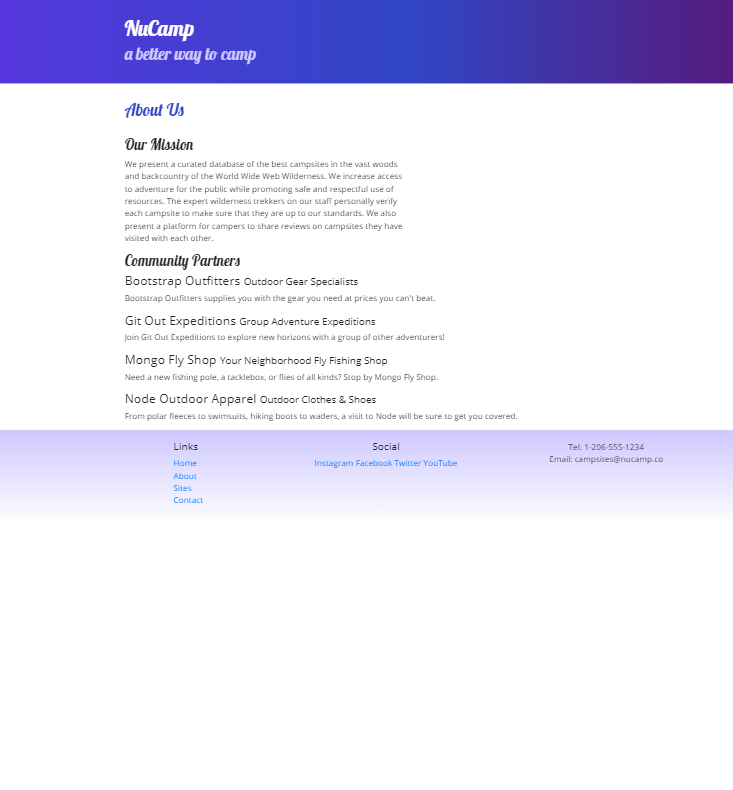 NuCamp
a better way to camp
About Us
Our Mission
We present a curated database of the best campsites in the vast woods
and backcountry of the World Wide Web Wilderness. We increase access
to adventure for the public while promoting safe and respectful use of
resources. The expert wilderness trekkers on our staff personally verify
each campsite to make sure that they are up to our standards. We also
present a platform for campers to share reviews on campsites they have
visited with each other.
Community Partners
Bootstrap Outfitters Outdoor Gear Specialists
Bootstrap Outfitters supplies you with the gear you need at prices you can't beat.
Git Out Expeditions Group Adventure Expeditions
Join Git Out Expeditions to explore new horizons with a group of other adventurers!
Mongo Fly Shop Your Neighborhood Fly Fishing Shop
Need a new fishing pole, a tacklebox, or flies of all kinds? Stop by Mongo Fly Shop.
Node Outdoor Apparel Outdoor Clothes & Shoes
From polar fleeces to swimsuits, hiking boots to waders, a visit to Node will be sure to get you covered.
Links
Home
About
Sites
Contact
Social
Instagram Facebook Twitter YouTube
Tel: 1-206-555-1234
Email: campsites@nucamp.co